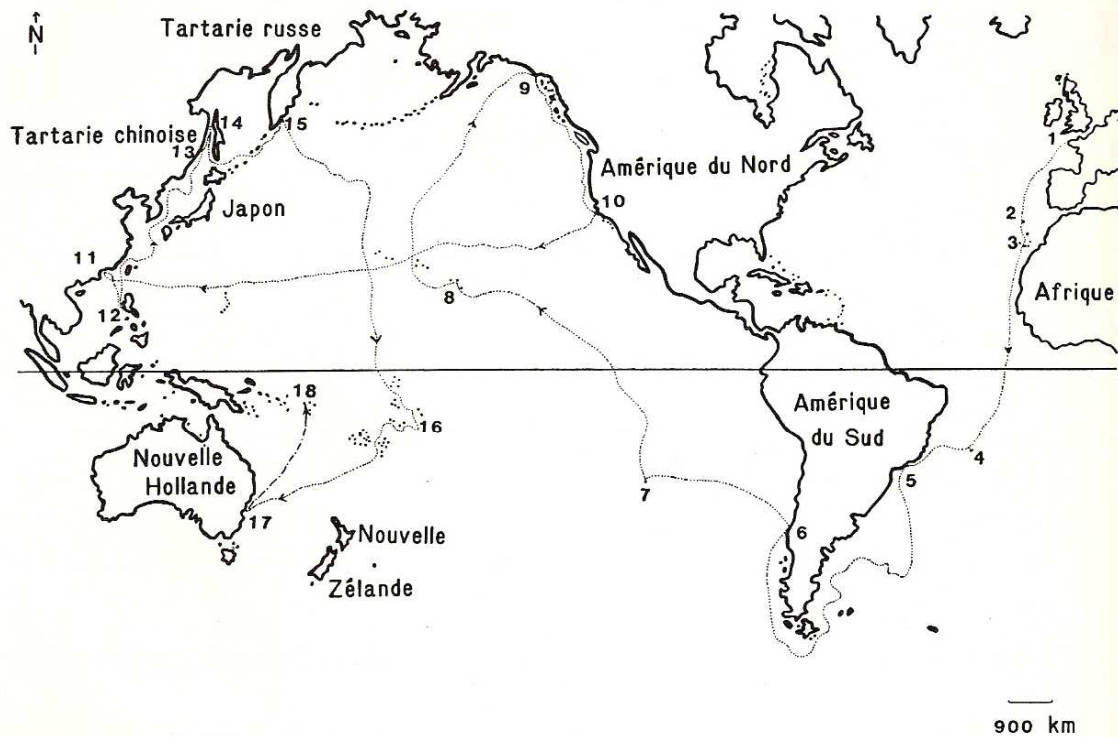 N
Tartarie russe
9
14
15
Tartarie chinoise
13
1
Amérique du Nord
Japon
10
2
3
11
8
Afrique
12
18
Amérique
du Sud
16
Nouvelle
Hollande
4
5
7
17
6
Nouvelle
Zélande
900 km